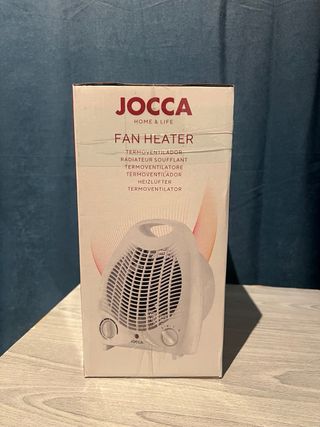 JOCCA
HOME & LIFE
FAN HEATER
TERMOVENTILADOR
RADIATEUR SOUFFLANT
TERMOVENTILATORE
TERMOVENTILADOR
HEIZLÜFTER
TERMOVENTILATOR
JOCCA